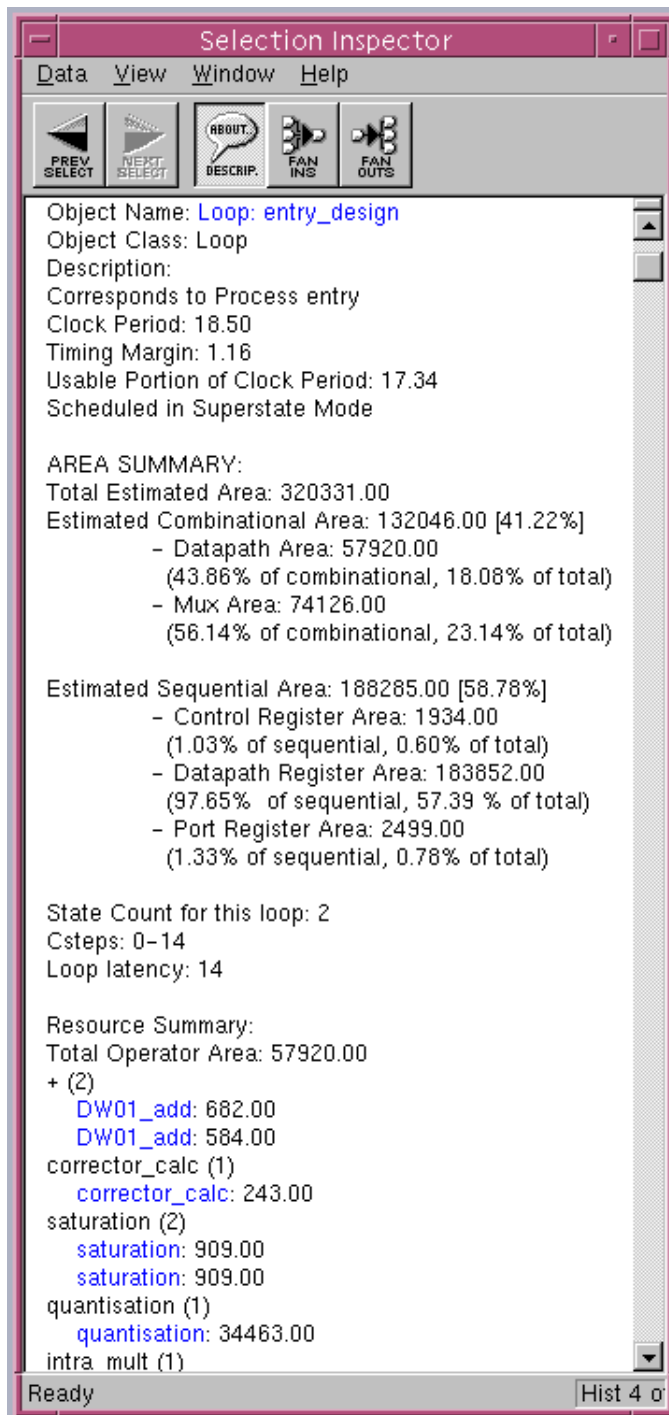 Selection Inspector
Data View Window Help
PREV SELECT
NEXT SELECT
ABOUT.. DESCRIP.
FAN INS
FAN OUTS
Object Name: Loop: entry_design
Object Class: Loop
Description:
Corresponds to Process entry
Clock Period: 18.50
Timing Margin: 1.16
Usable Portion of Clock Period: 17.34
Scheduled in Superstate Mode
AREA SUMMARY:
Total Estimated Area: 320331.00
Estimated Combinational Area: 132046.00 [41.22%]
– Datapath Area: 57920.00
(43.86% of combinational, 18.08% of total)
– Mux Area: 74126.00
(56.14% of combinational, 23.14% of total)
Estimated Sequential Area: 188285.00 [58.78%]
– Control Register Area: 1934.00
(1.03% of sequential, 0.60% of total)
– Datapath Register Area: 183852.00
(97.65%  of sequential, 57.39 % of total)
– Port Register Area: 2499.00
(1.33% of sequential, 0.78% of total)
State Count for this loop: 2
Csteps: 0–14
Loop latency: 14
Resource Summary:
Total Operator Area: 57920.00
+ (2)
DW01_add: 682.00
DW01_add: 584.00
corrector_calc (1)
corrector_calc: 243.00
saturation (2)
saturation: 909.00
saturation: 909.00
quantisation (1)
quantisation: 34463.00
intra_mult (1)
Ready Hist 4 o